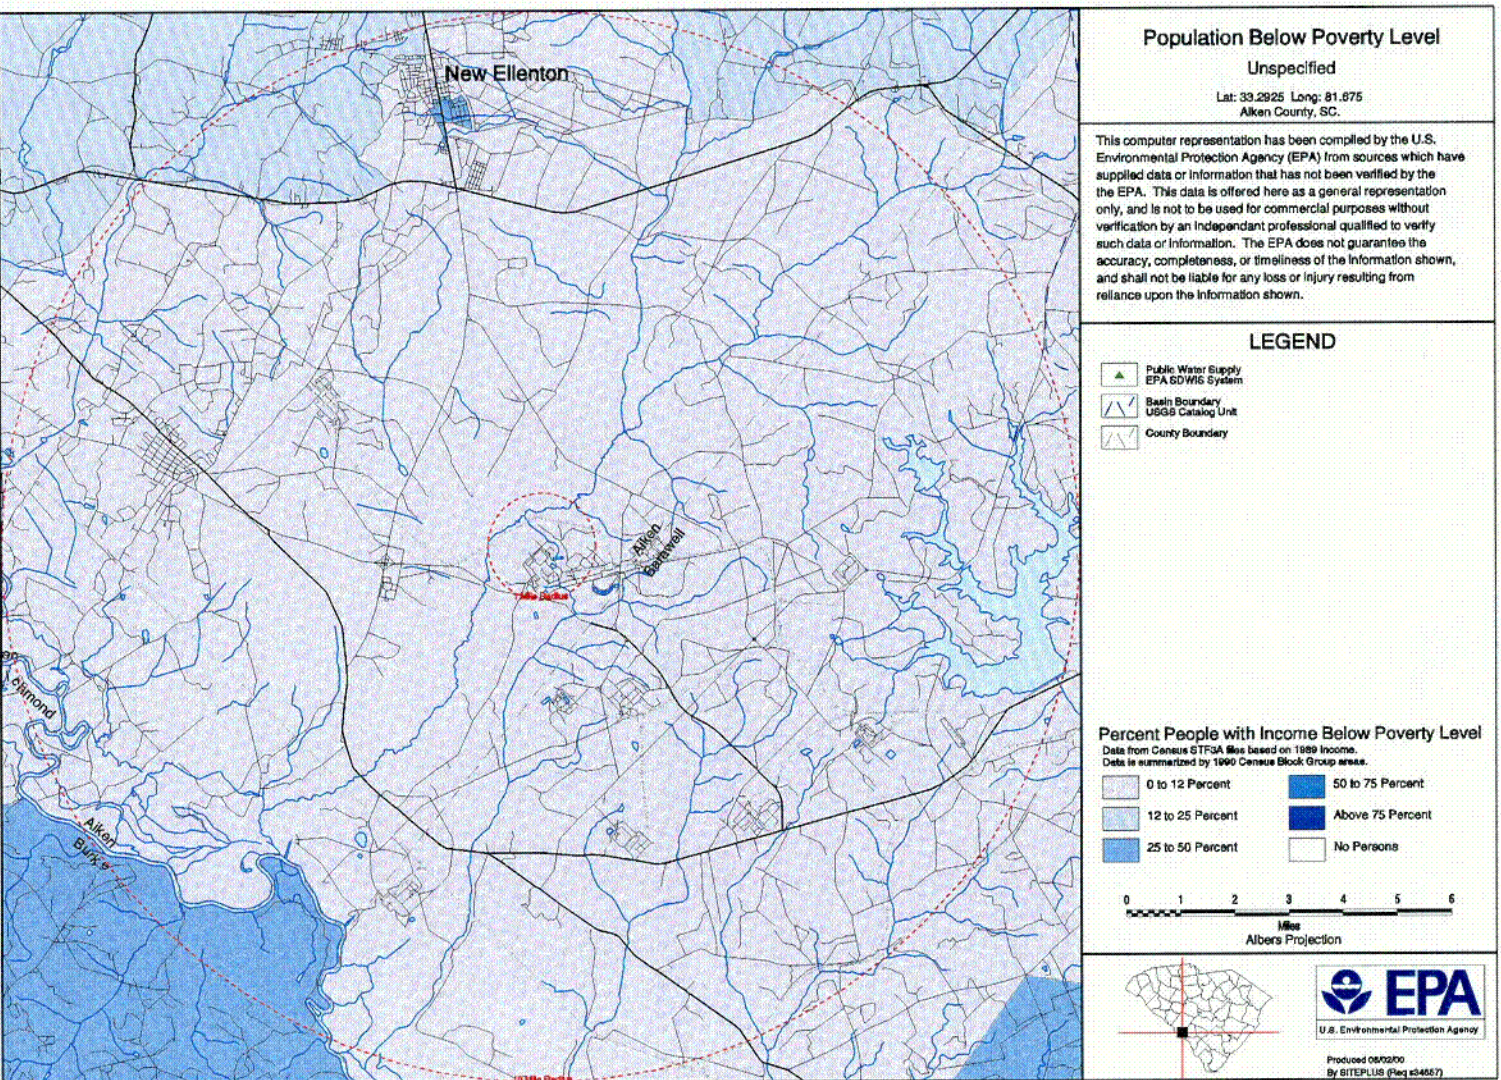 New Ellenton
Aiken
Barnwell
1 Mile Radius
Aiken
Burke
Population Below Poverty Level
Unspecified
Lat: 33.2925 Long: 81.675
Aiken County, SC.
This computer representation has been compiled by the U.S.
Environmental Protection Agency (EPA) from sources which have
supplied data or information that has not been verified by the
the EPA. This data is offered here as a general representation
only, and is not to be used for commercial purposes without
verification by an independant professional qualified to verify
such data or information. The EPA does not guarantee the
accuracy, completeness, or timeliness of the information shown,
and shall not be liable for any loss or injury resulting from
reliance upon the information shown.
LEGEND
Public Water Supply
EPA SDWIS System
Basin Boundary
USGS Catalog Unit
County Boundary
Percent People with Income Below Poverty Level
Data from Census STF3A files based on 1989 Income.
Data is summarized by 1990 Census Block Group areas.
0 to 12 Percent
50 to 75 Percent
12 to 25 Percent
Above 75 Percent
25 to 50 Percent
No Persons
0 1 2 3 4 5 6
Miles
Albers Projection
EPA
U.S. Environmental Protection Agency
Produced 08/02/00
By SITEPLUS (Req #34657)